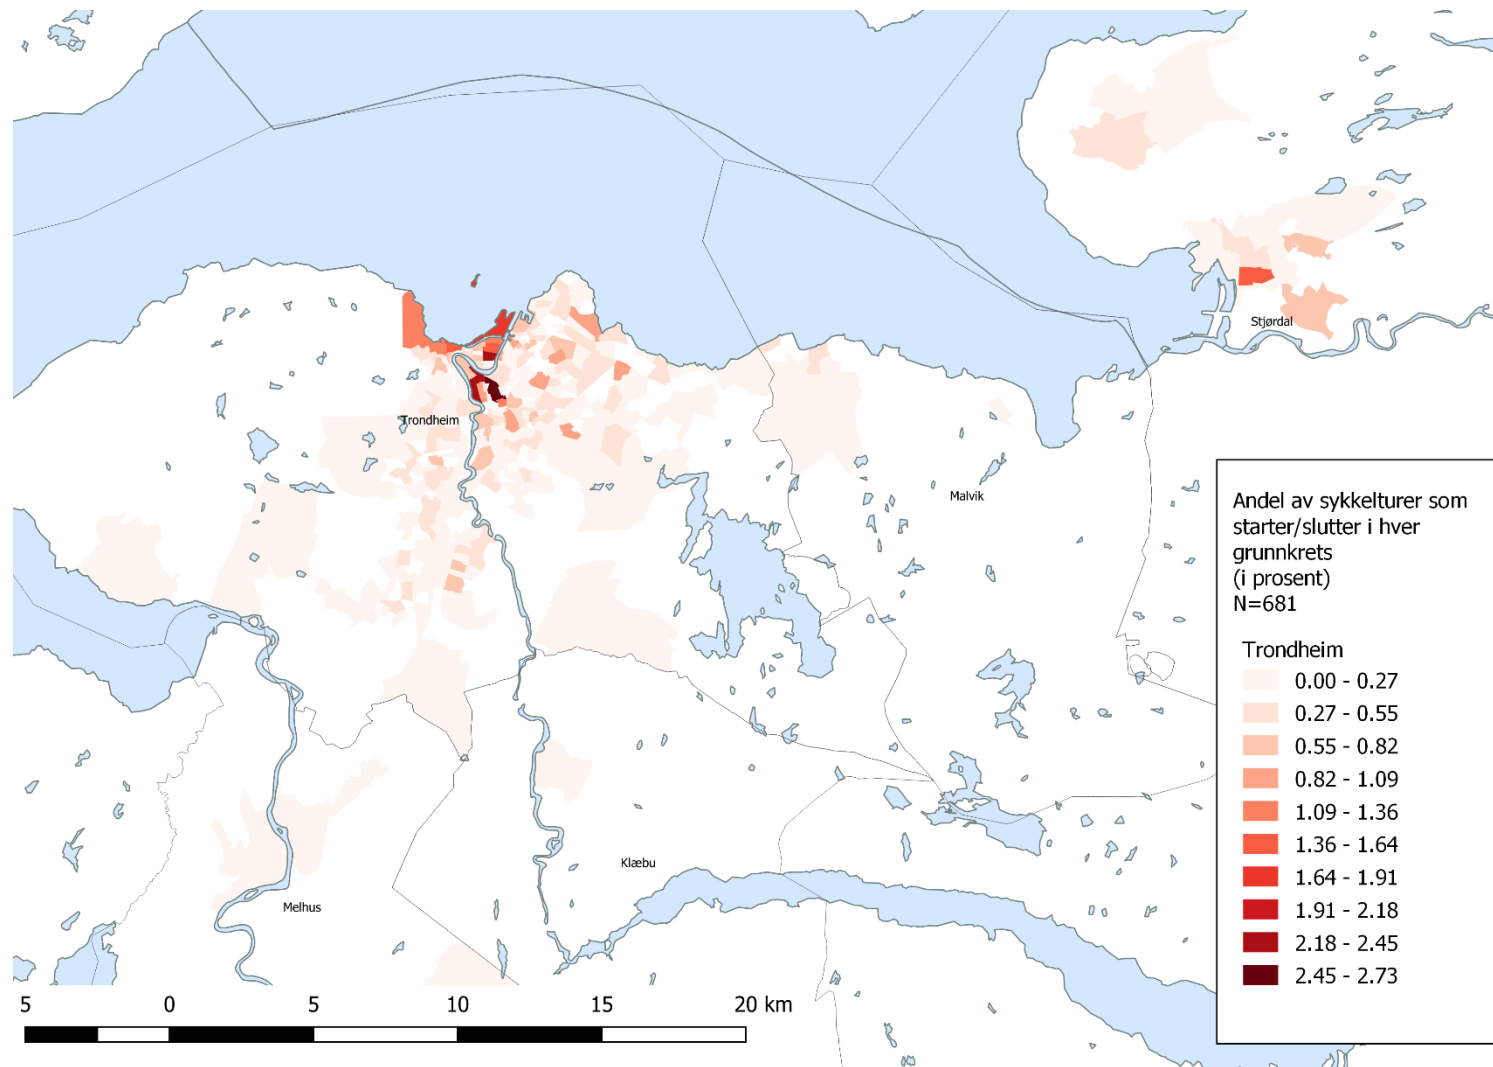 Stjørdal
Trondheim
Malvik
Klæbu
Melhus
Andel av sykkelturer som
starter/slutter i hver
grunnkrets
(i prosent)
N=681
Trondheim
0.00 - 0.27
0.27 - 0.55
0.55 - 0.82
0.82 - 1.09
1.09 - 1.36
1.36 - 1.64
1.64 - 1.91
1.91 - 2.18
2.18 - 2.45
2.45 - 2.73
5 0 5 10 15 20 km